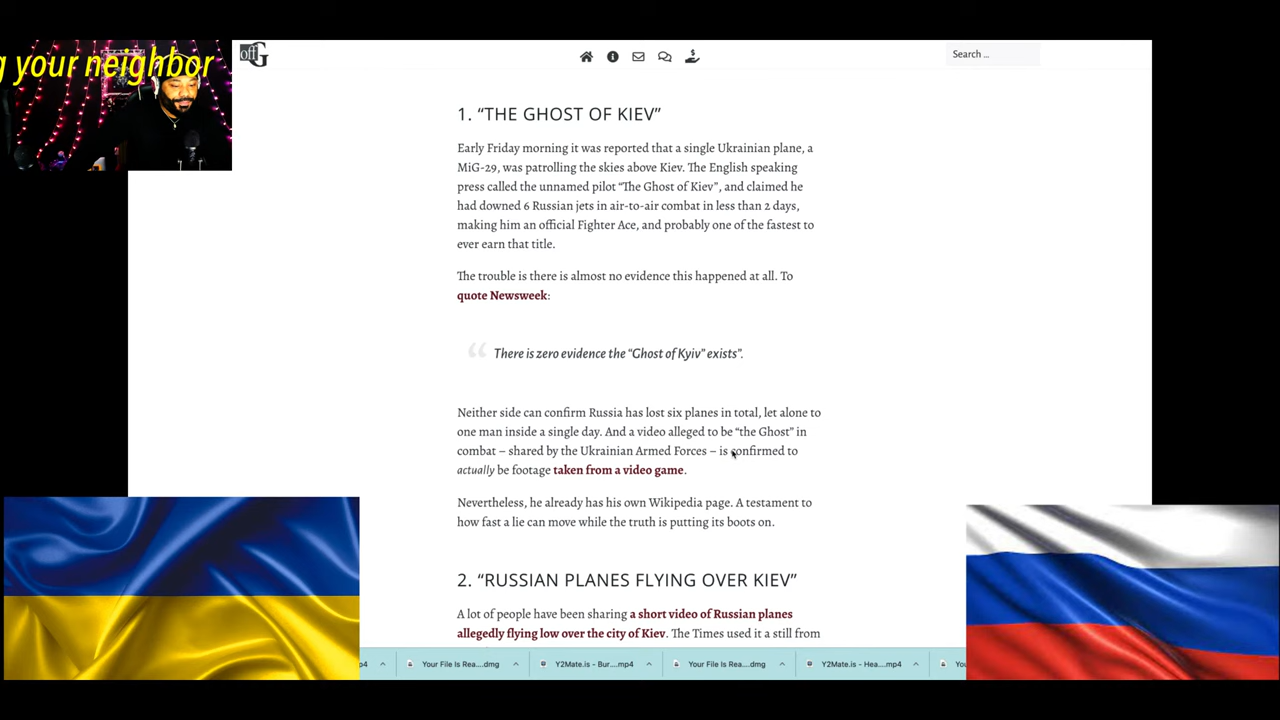 g your neighbor
off
G
Search ...
1. “THE GHOST OF KIEV”
Early Friday morning it was reported that a single Ukrainian plane, a
MiG-29, was patrolling the skies above Kiev. The English speaking
press called the unnamed pilot “The Ghost of Kiev”, and claimed he
had downed 6 Russian jets in air-to-air combat in less than 2 days,
making him an official Fighter Ace, and probably one of the fastest to
ever earn that title.
The trouble is there is almost no evidence this happened at all. To
quote Newsweek:
There is zero evidence the “Ghost of Kyiv” exists”.
Neither side can confirm Russia has lost six planes in total, let alone to
one man inside a single day. And a video alleged to be “the Ghost” in
combat – shared by the Ukrainian Armed Forces – is confirmed to
actually be footage taken from a video game.
Nevertheless, he already has his own Wikipedia page. A testament to
how fast a lie can move while the truth is putting its boots on.
2. “RUSSIAN PLANES FLYING OVER KIEV”
A lot of people have been sharing a short video of Russian planes
allegedly flying low over the city of Kiev. The Times used it a still from
p4
Your File Is Rea....dmg
Y2Mate.is - Bur....mp4
Your File Is Rea....dmg
Y2Mate.is - Hea....mp4
You